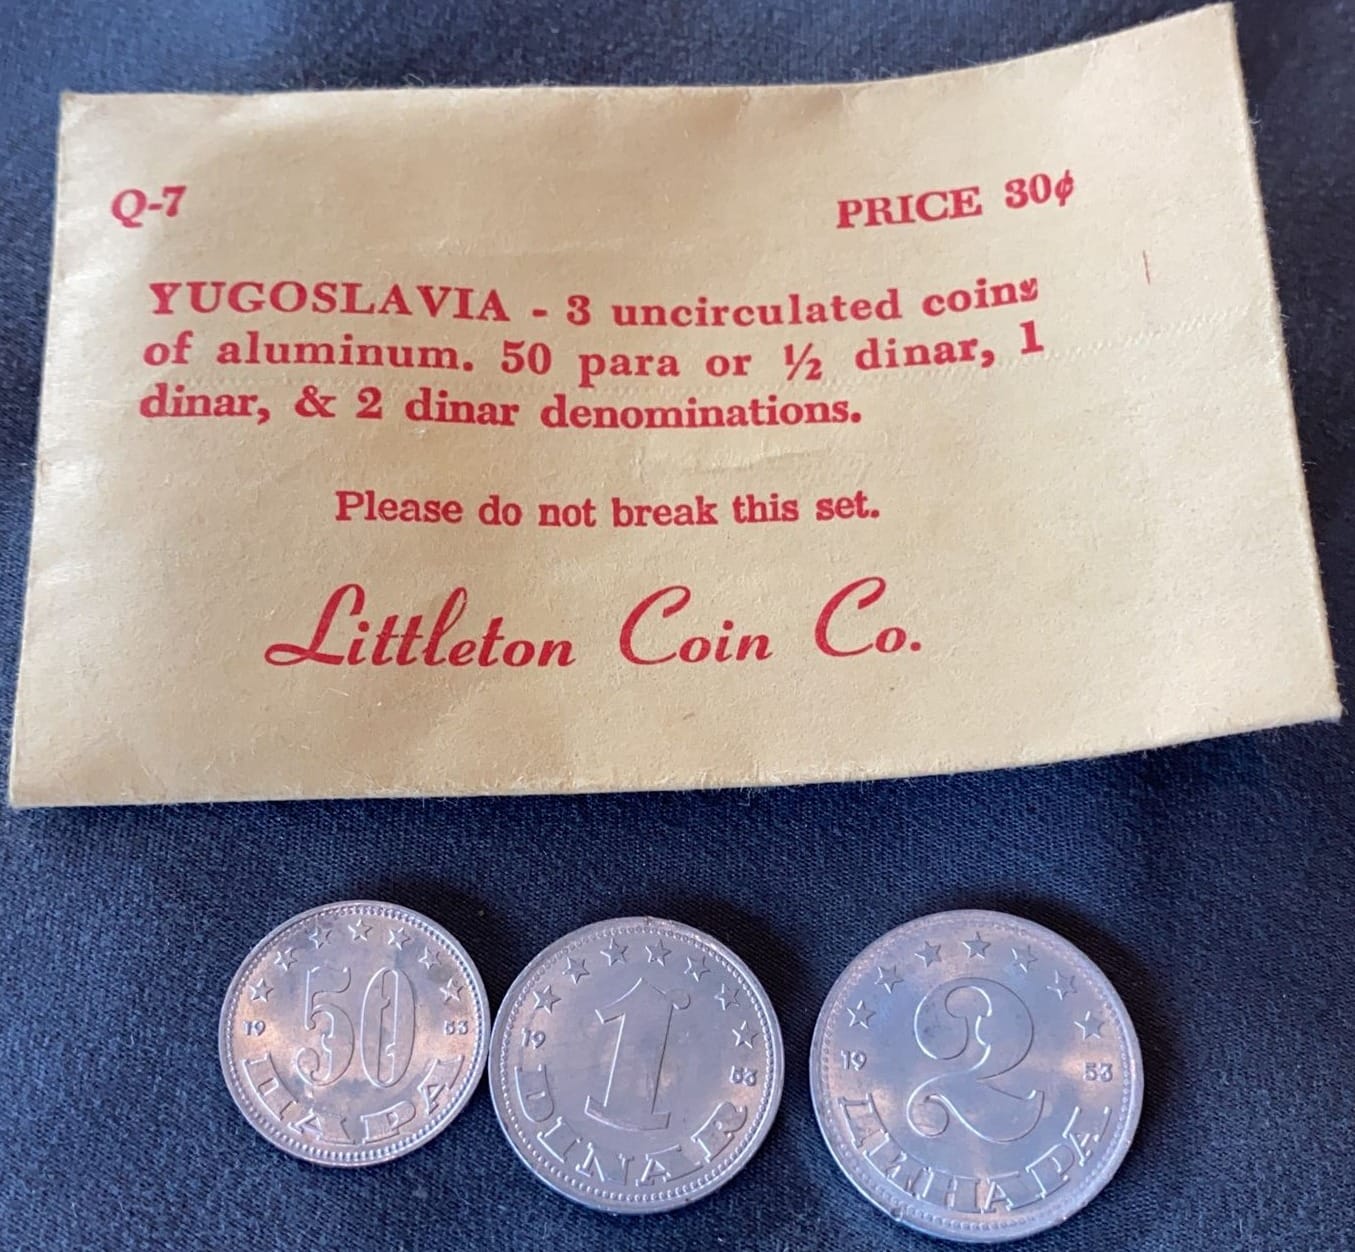 Q-7
PRICE 30¢
YUGOSLAVIA - 3 uncirculated coins
of aluminum. 50 para or ½ dinar, 1
dinar, & 2 dinar denominations.
Please do not break this set.
Littleton Coin Co.
50
19 53
ПАРА
1
19 53
DINAR
2
19 53
ДИНАРА